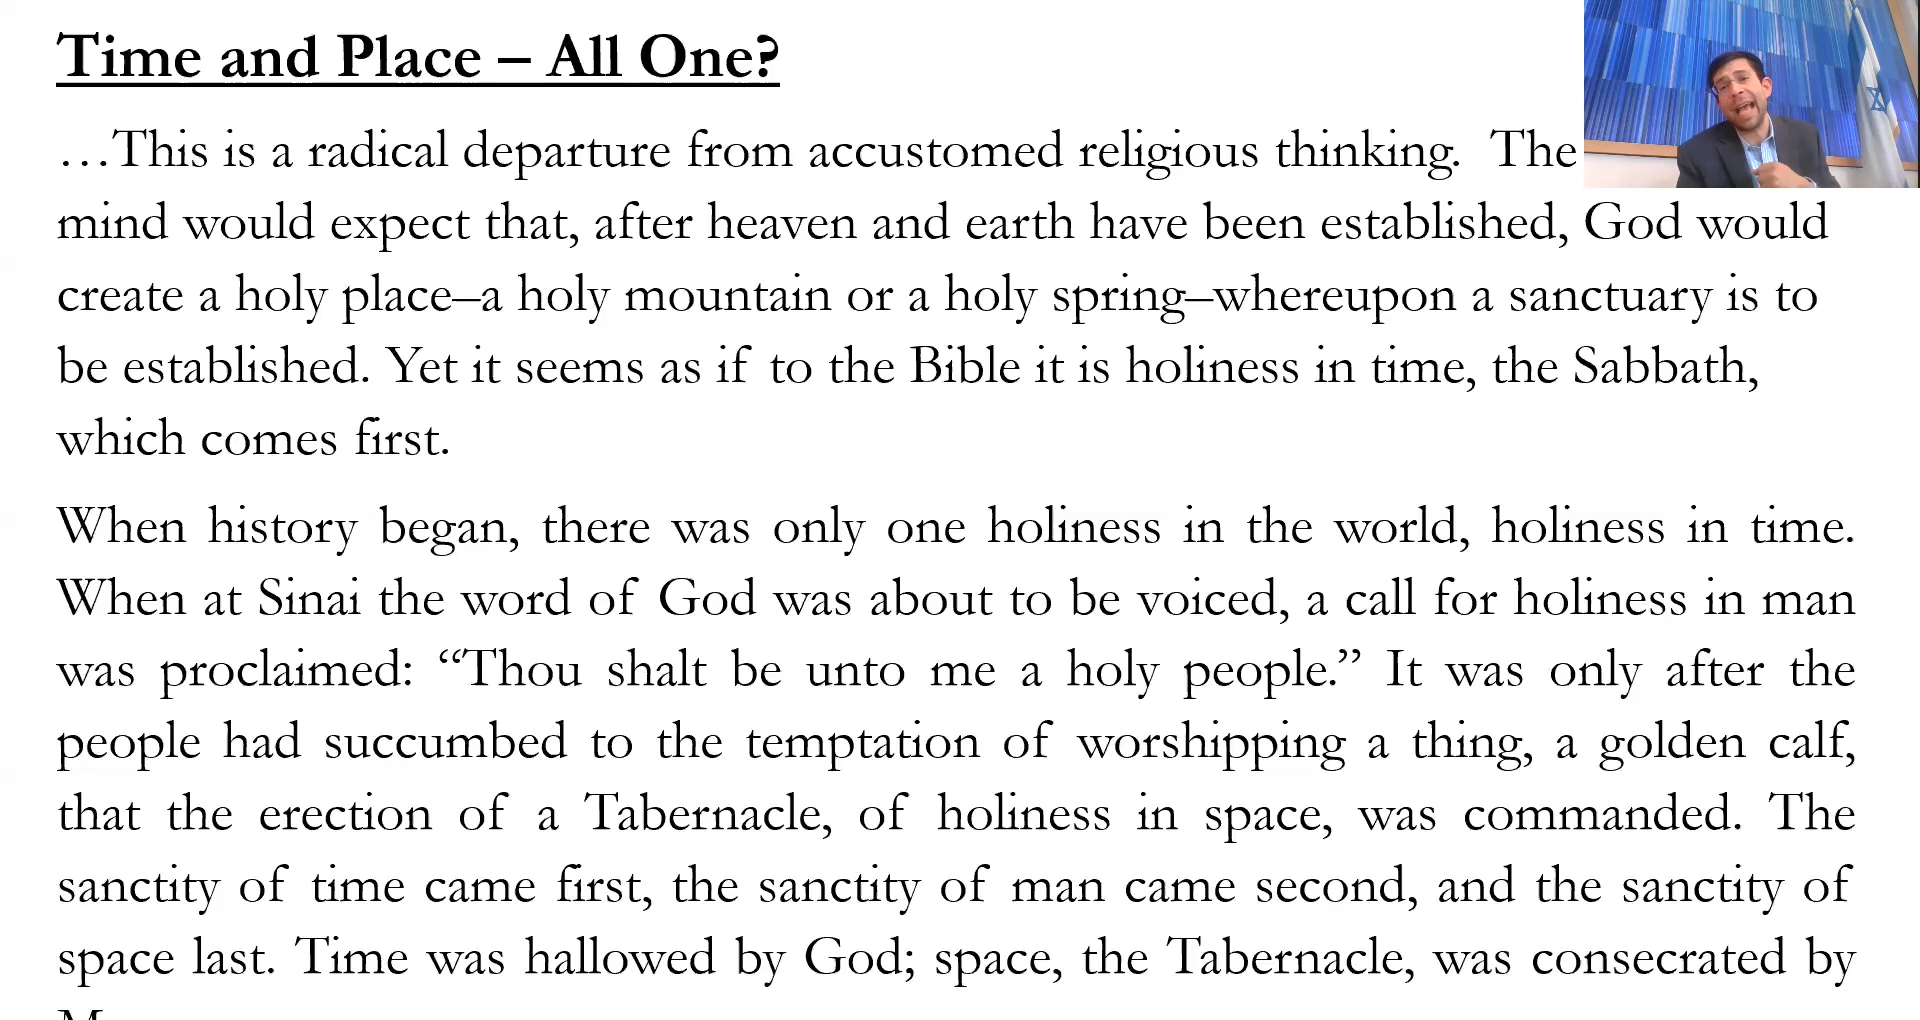 Time and Place – All One?
…This is a radical departure from accustomed religious thinking. The
mind would expect that, after heaven and earth have been established, God would
create a holy place–a holy mountain or a holy spring–whereupon a sanctuary is to
be established. Yet it seems as if to the Bible it is holiness in time, the Sabbath,
which comes first.
When history began, there was only one holiness in the world, holiness in time.
When at Sinai the word of God was about to be voiced, a call for holiness in man
was proclaimed: “Thou shalt be unto me a holy people.” It was only after the
people had succumbed to the temptation of worshipping a thing, a golden calf,
that the erection of a Tabernacle, of holiness in space, was commanded. The
sanctity of time came first, the sanctity of man came second, and the sanctity of
space last. Time was hallowed by God; space, the Tabernacle, was consecrated by